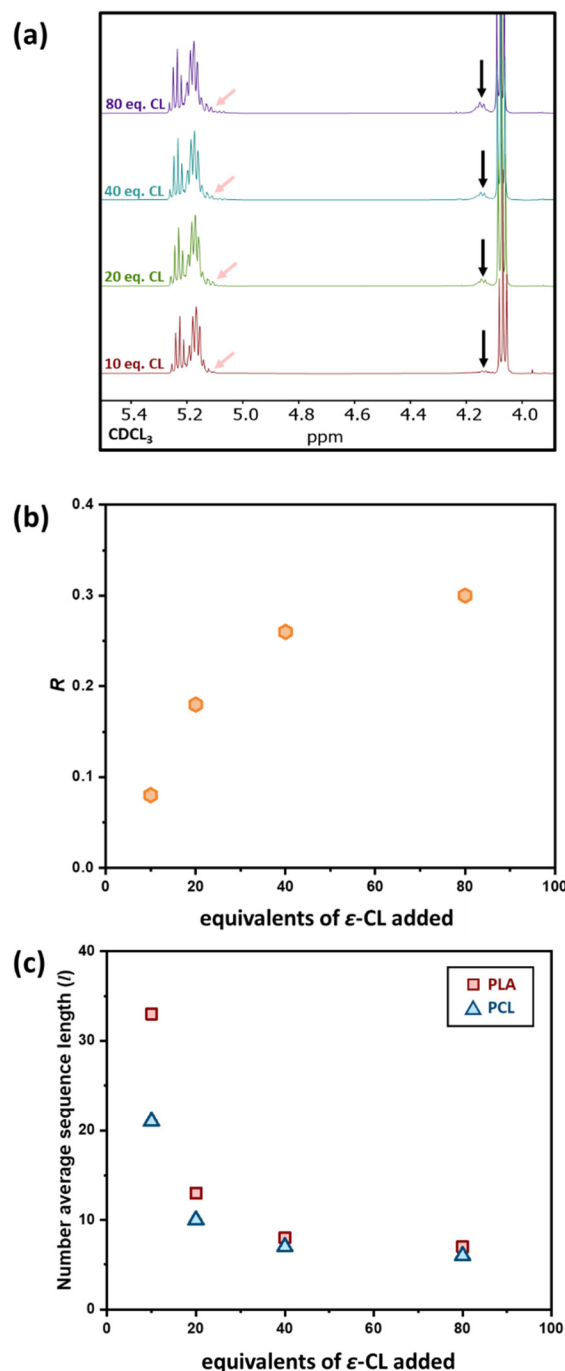 (a)
80 eq. CL
40 eq. CL
20 eq. CL
10 eq. CL
5.4 5.2 5.0 4.8 4.6 4.4 4.2 4.0
CDCL3 ppm
(b)
0.4
0.3
0.2
0.1
0.0
R
0 20 40 60 80 100
equivalents of ε-CL added
(c)
40
30
20
10
0
Number average sequence length (l)
PLA
PCL
0 20 40 60 80 100
equivalents of ε-CL added